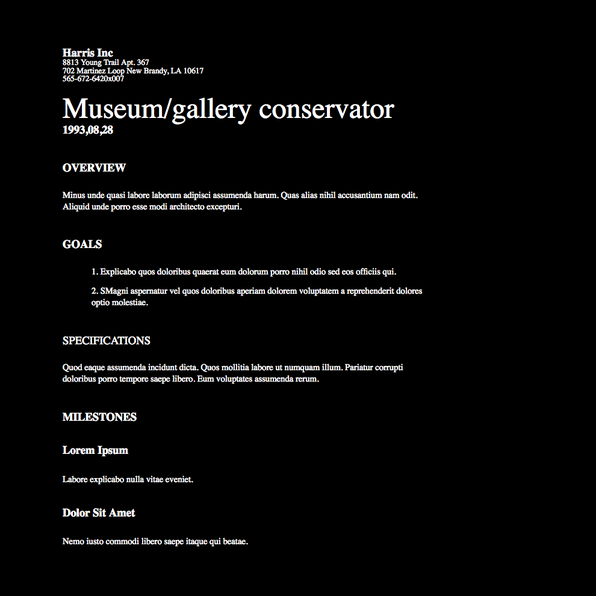 Harris Inc
8813 Young Trail Apt. 367
702 Martinez Loop New Brandy, LA 10617
565-672-6420x007
Museum/gallery conservator
1993,08,28
OVERVIEW
Minus unde quasi labore laborum adipisci assumenda harum. Quas alias nihil accusantium nam odit.
Aliquid unde porro esse modi architecto excepturi.
GOALS
1. Explicabo quos doloribus quaerat eum dolorum porro nihil odio sed eos officiis qui.
2. SMagni aspernatur vel quos doloribus aperiam dolorem voluptatem a reprehenderit dolores
optio molestiae.
SPECIFICATIONS
Quod eaque assumenda incidunt dicta. Quos mollitia labore ut numquam illum. Pariatur corrupti
doloribus porro tempore saepe libero. Eum voluptates assumenda rerum.
MILESTONES
Lorem Ipsum
Labore explicabo nulla vitae eveniet.
Dolor Sit Amet
Nemo iusto commodi libero saepe itaque qui beatae.